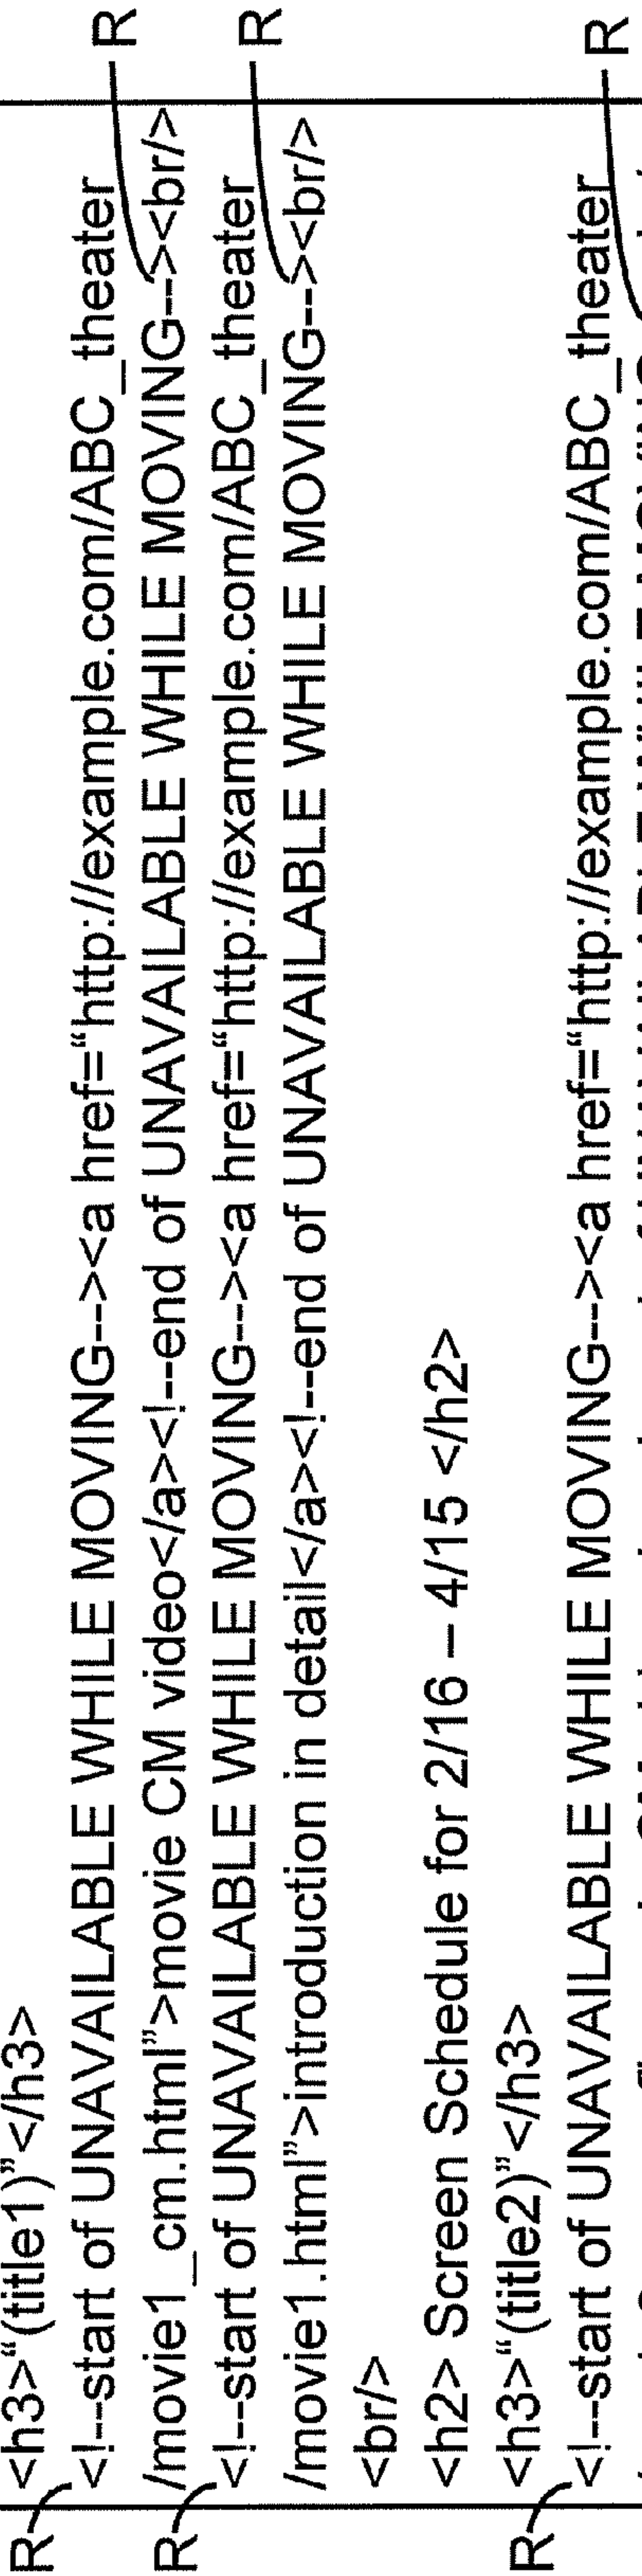 <h3>“(title1)”</h3>
R <!--start of UNAVAILABLE WHILE MOVING--><a href=“http://example.com/ABC_theater
/movie1_cm.html”>movie CM video</a><!--end of UNAVAILABLE WHILE MOVING--><br/> R
R <!--start of UNAVAILABLE WHILE MOVING--><a href=“http://example.com/ABC_theater
/movie1.html”>introduction in detail</a><!--end of UNAVAILABLE WHILE MOVING--><br/> R
<br/>
<h2> Screen Schedule for 2/16 – 4/15 </h2>
<h3>“(title2)”</h3>
R <!--start of UNAVAILABLE WHILE MOVING--><a href=“http://example.com/ABC_theater
R